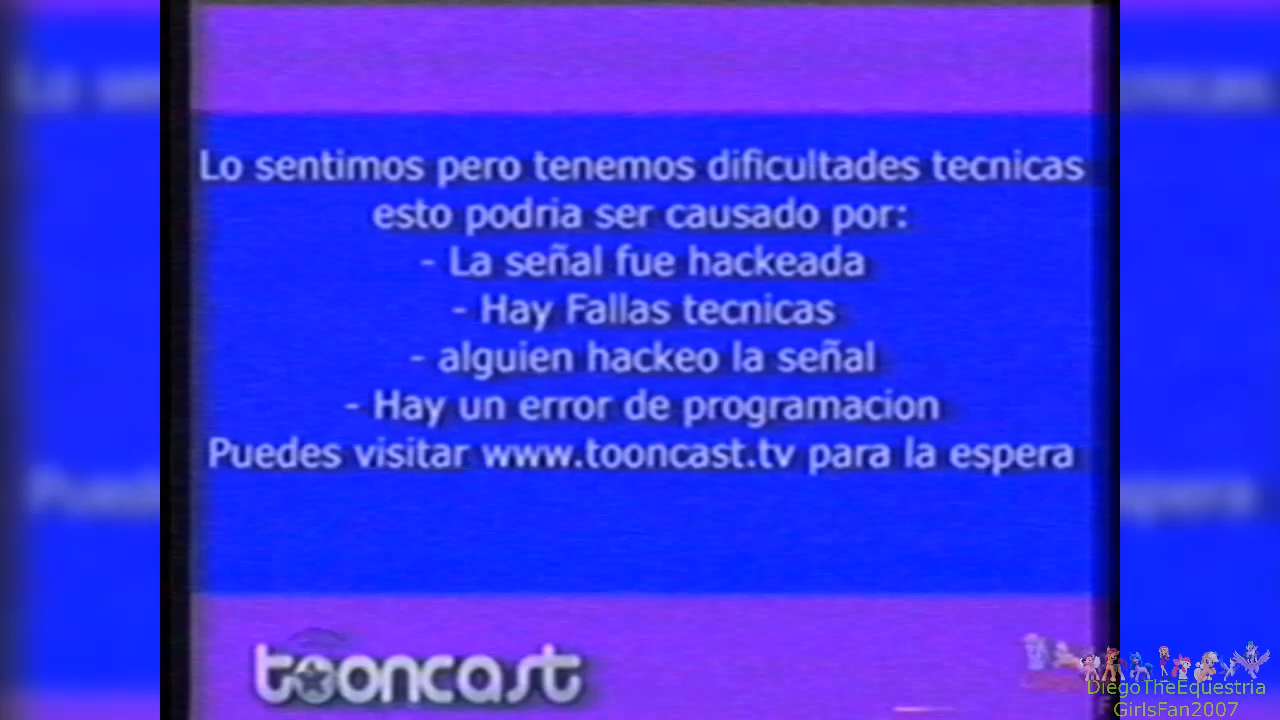 Lo sentimos pero tenemos dificultades tecnicas
esto podria ser causado por:
- La señal fue hackeada
- Hay Fallas tecnicas
- alguien hackeo la señal
- Hay un error de programacion
Puedes visitar www.tooncast.tv para la espera
tooncast
DiegoTheEquestria
GirlsFan2007